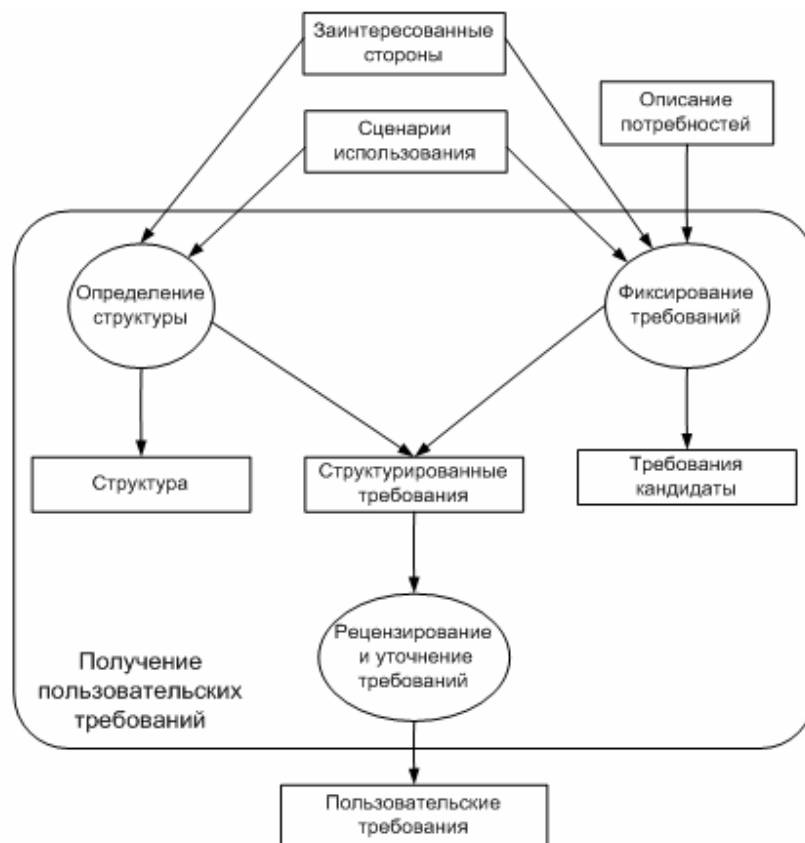 Заинтересованные
стороны
Описание
потребностей
Сценарии
использования
Определение
структуры
Фиксирование
требований
Структура
Структурированные
требования
Требования
кандидаты
Рецензирование
и уточнение
требований
Получение
пользовательских
требований
Пользовательские
требования